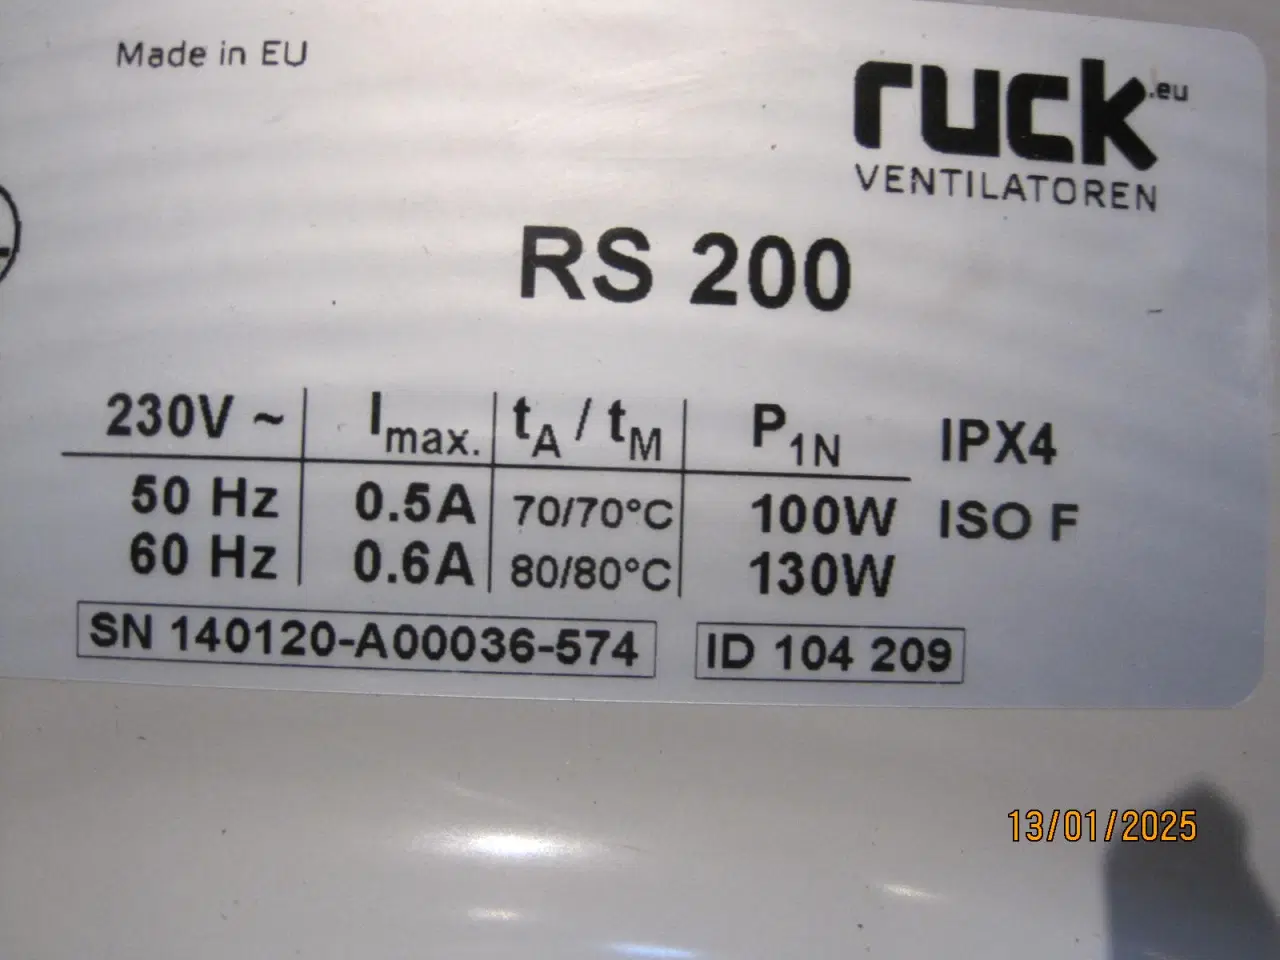 Made in EU
ruck.eu
VENTILATOREN
RS 200
230V ~ I max. tA / tM P1N IPX4
50 Hz 0.5A 70/70°C 100W ISO F
60 Hz 0.6A 80/80°C 130W
SN 140120-A00036-574 ID 104 209
13/01/2025